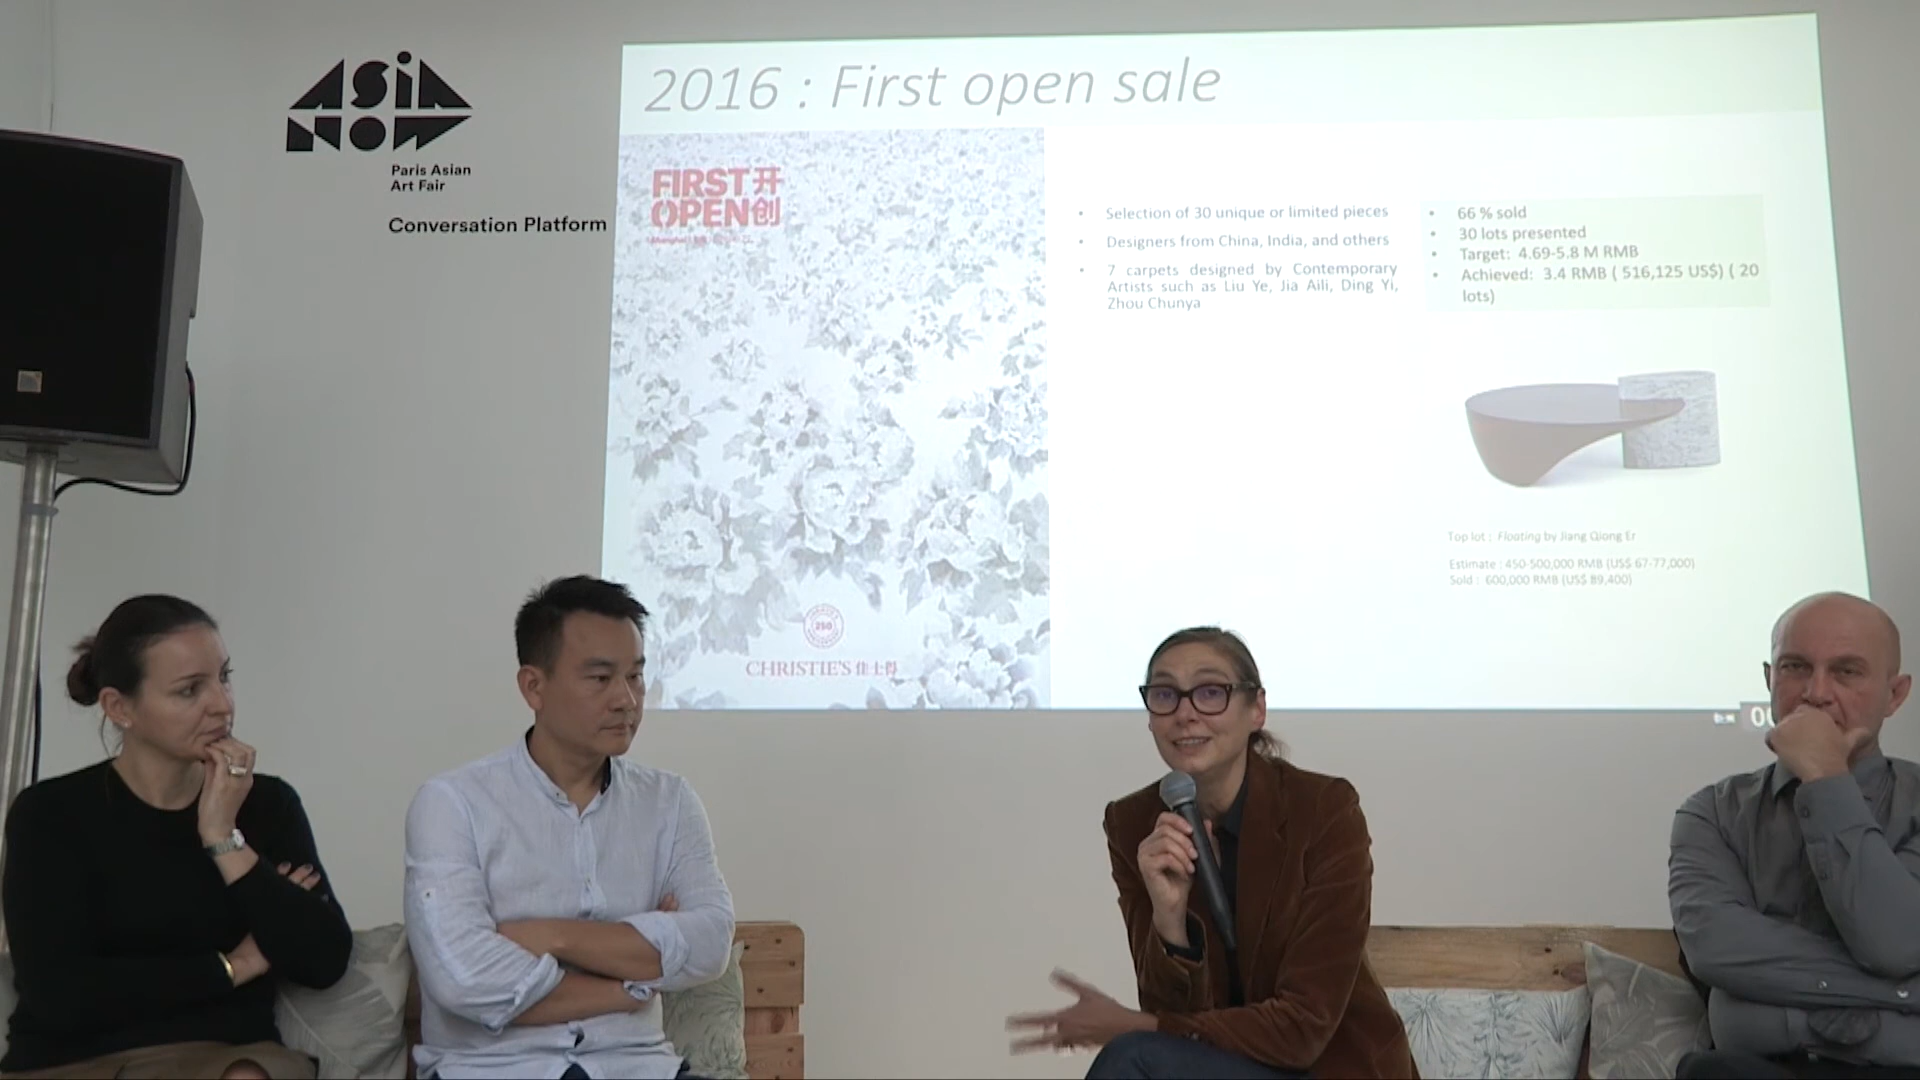 ASIA
NOW
Paris Asian
Art Fair
Conversation Platform
2016 : First open sale
FIRST 开
OPEN 创
CHRISTIE'S 佳士得
250
• Selection of 30 unique or limited pieces
• Designers from China, India, and others
• 7 carpets designed by Contemporary
Artists such as Liu Ye, Jia Aili, Ding Yi,
Zhou Chunya
• 66 % sold
• 30 lots presented
• Target: 4.69-5.8 M RMB
• Achieved: 3.4 RMB ( 516,125 US$) ( 20
lots)
Top lot : Floating by Jiang Qiong Er
Estimate : 450-500,000 RMB (US$ 67-77,000)
Sold : 600,000 RMB (US$ 89,400)